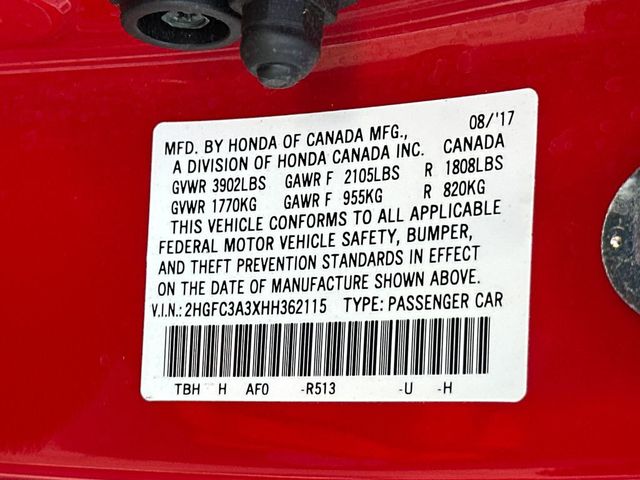 08/'17
MFD. BY HONDA OF CANADA MFG.,
A DIVISION OF HONDA CANADA INC. CANADA
GVWR 3902LBS GAWR F 2105LBS R 1808LBS
GVWR 1770KG GAWR F 955KG R 820KG
THIS VEHICLE CONFORMS TO ALL APPLICABLE
FEDERAL MOTOR VEHICLE SAFETY, BUMPER,
AND THEFT PREVENTION STANDARDS IN EFFECT
ON THE DATE OF MANUFACTURE SHOWN ABOVE.
V.I.N.: 2HGFC3A3XHH362115 TYPE: PASSENGER CAR
TBH H AF0 -R513 -U -H